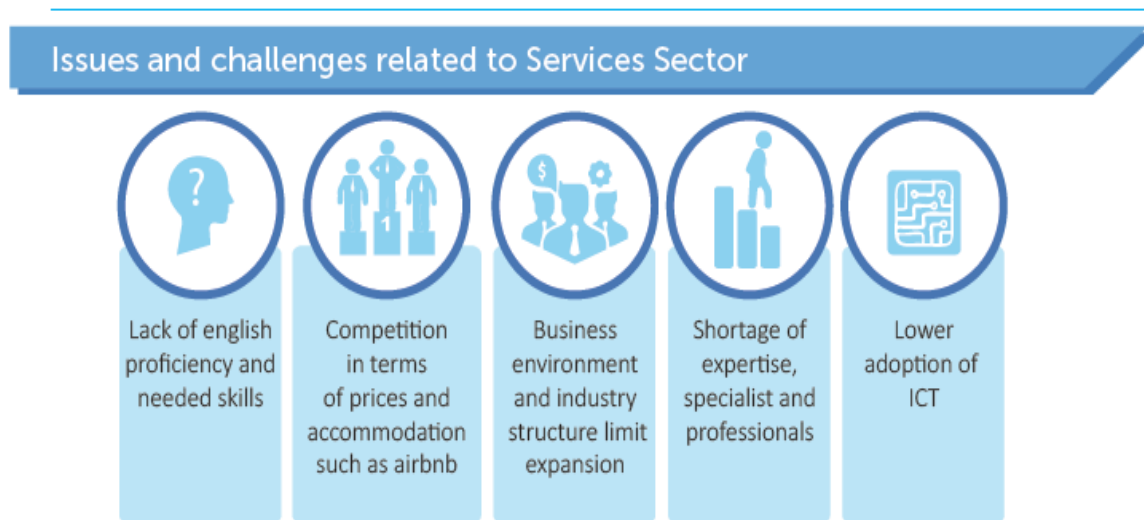 Issues and challenges related to Services Sector
?
1
$
Lack of english
proficiency and
needed skills
Competition
in terms
of prices and
accommodation
such as airbnb
Business
environment
and industry
structure limit
expansion
Shortage of
expertise,
specialist and
professionals
Lower
adoption of
ICT